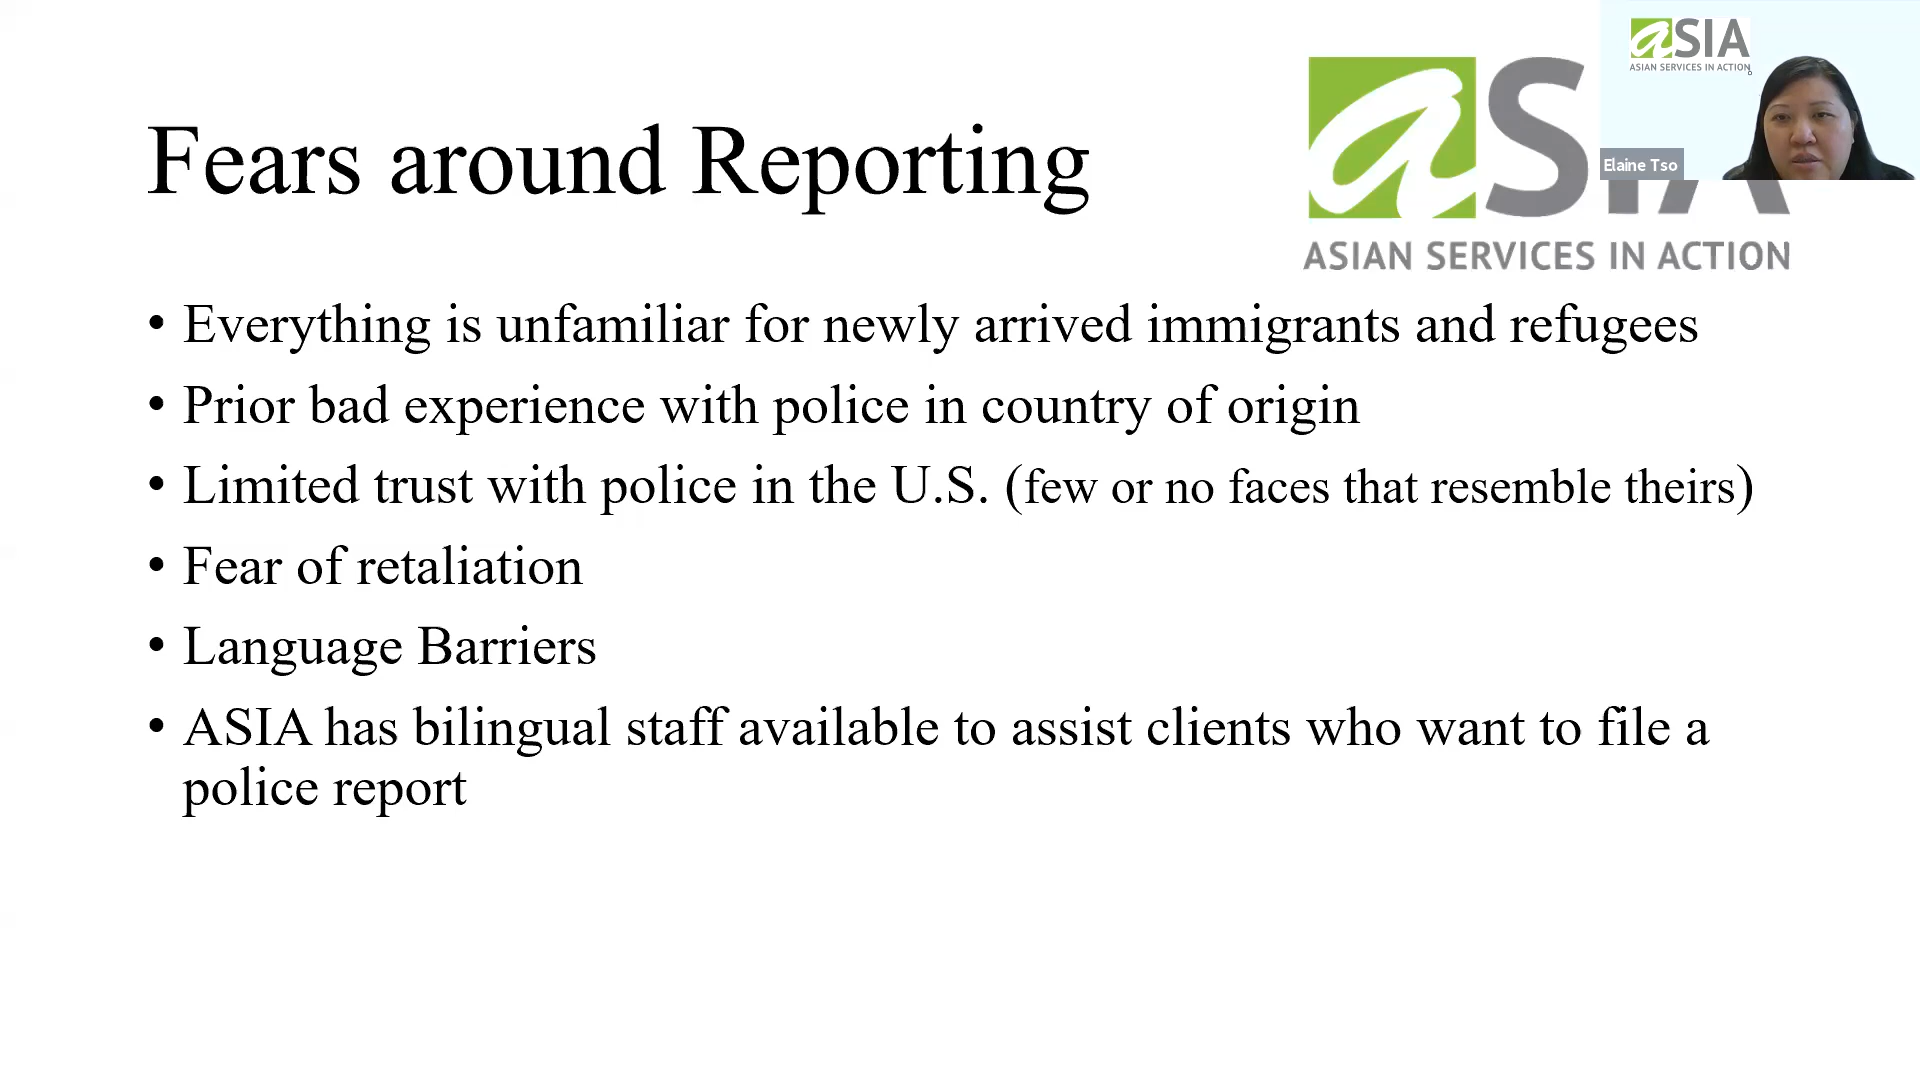 Fears around Reporting
aSIA
ASIAN SERVICES IN ACTION
aSIA
ASIAN SERVICES IN ACTION
Elaine Tso
• Everything is unfamiliar for newly arrived immigrants and refugees
• Prior bad experience with police in country of origin
• Limited trust with police in the U.S. (few or no faces that resemble theirs)
• Fear of retaliation
• Language Barriers
• ASIA has bilingual staff available to assist clients who want to file a
police report